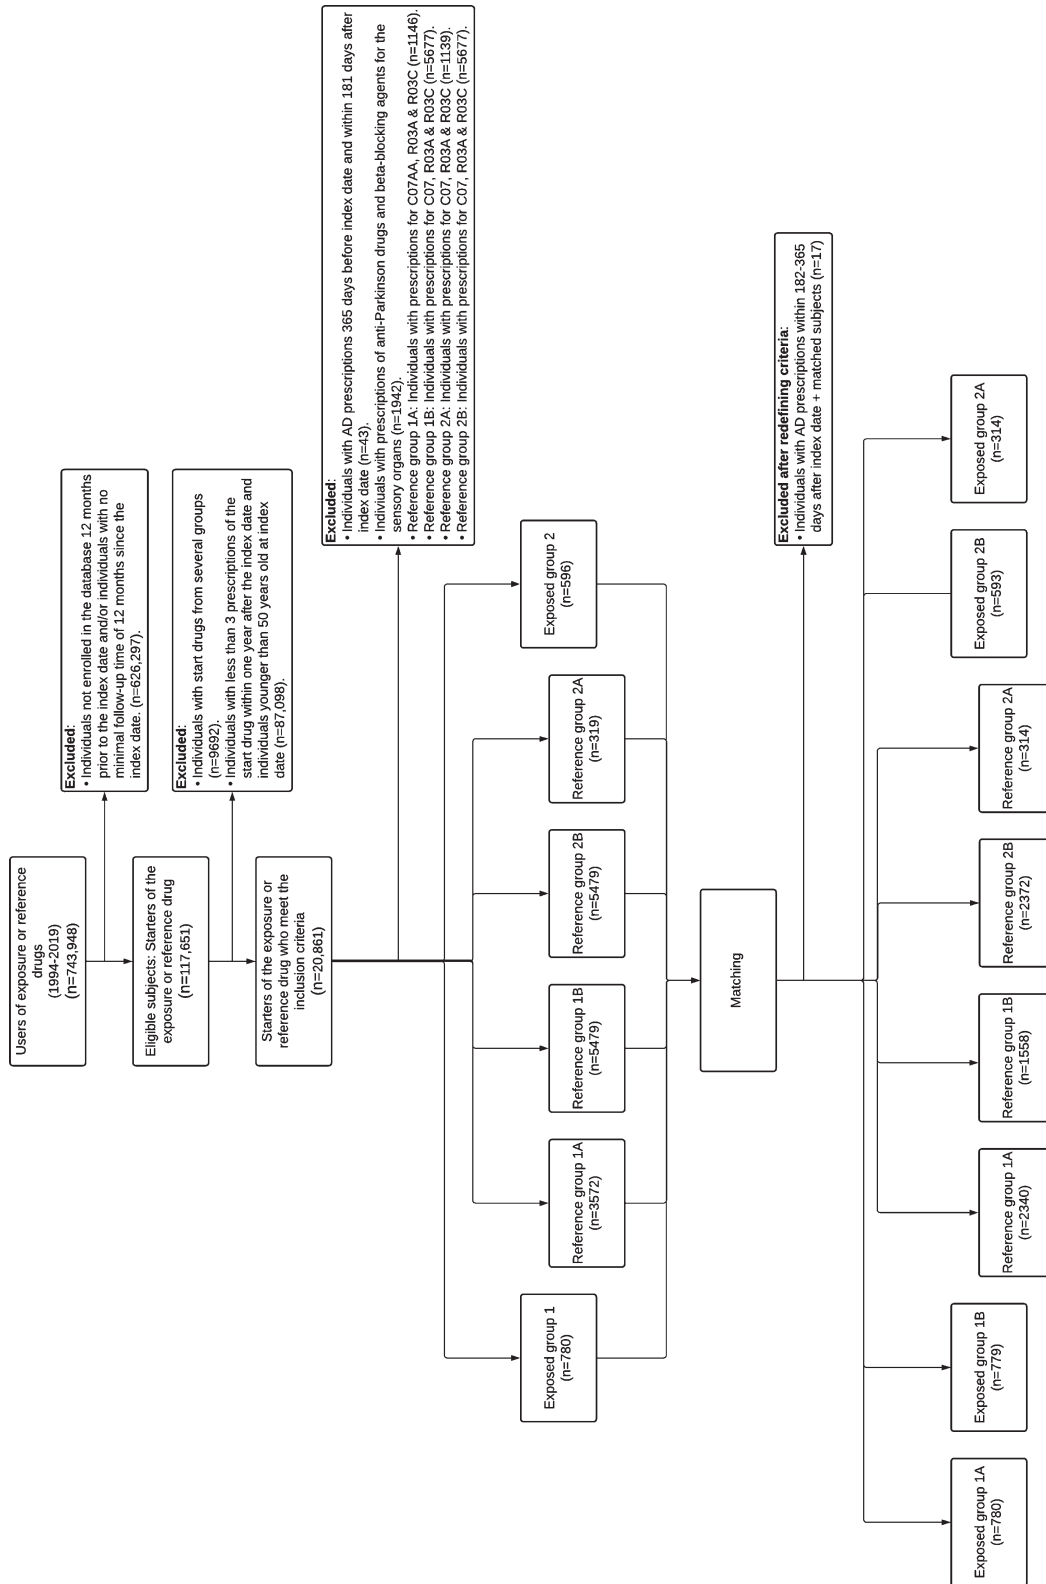 Users of exposure or reference
drugs
(1994-2019)
(n=743,948)
Excluded:
• Individuals not enrolled in the database 12 months
prior to the index date and/or individuals with no
minimal follow-up time of 12 months since the
index date. (n=626,297).
Eligible subjects: Starters of the
exposure or reference drug
(n=117,651)
Excluded:
• Individuals with start drugs from several groups
(n=9692).
• Individuals with less than 3 prescriptions of the
start drug within one year after the index date and
individuals younger than 50 years old at index
date (n=87,098).
Starters of the exposure or
reference drug who meet the
inclusion criteria
(n=20,861)
Excluded:
• Individuals with AD prescriptions 365 days before index date and within 181 days after
index date (n=43).
• Indiviuals with prescriptions of anti-Parkinson drugs and beta-blocking agents for the
sensory organs (n=1942).
• Reference group 1A: Individuals with prescriptions for C07AA, R03A & R03C (n=1146).
• Reference group 1B: Individuals with prescriptions for C07, R03A & R03C (n=5677).
• Reference group 2A: Individuals with prescriptions for C07, R03A & R03C (n=1139).
• Reference group 2B: Individuals with prescriptions for C07, R03A & R03C (n=5677).
Exposed group 1
(n=780)
Reference group 1A
(n=3572)
Reference group 1B
(n=5479)
Reference group 2B
(n=5479)
Reference group 2A
(n=319)
Exposed group 2
(n=596)
Matching
Excluded after redefining criteria:
• Individuals with AD prescriptions within 182-365
days after index date + matched subjects (n=17)
Exposed group 1A
(n=780)
Exposed group 1B
(n=779)
Reference group 1A
(n=2340)
Reference group 1B
(n=1558)
Reference group 2B
(n=2372)
Reference group 2A
(n=314)
Exposed group 2B
(n=593)
Exposed group 2A
(n=314)